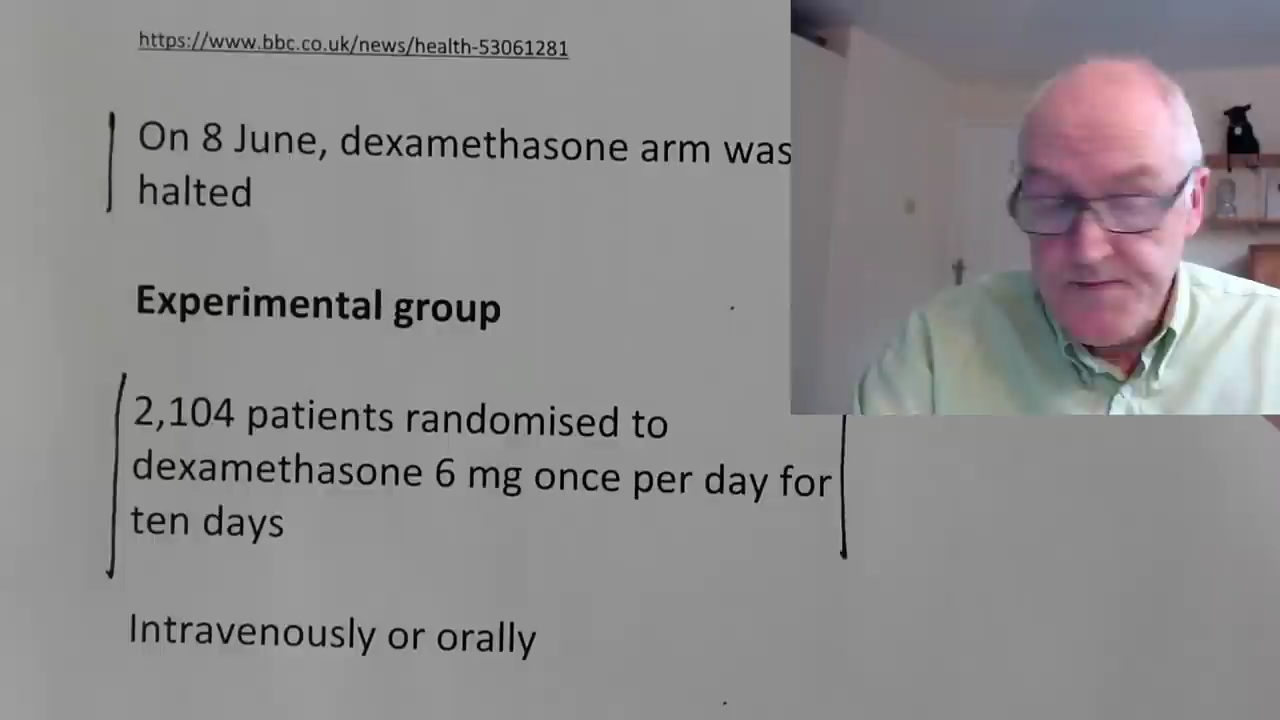 https://www.bbc.co.uk/news/health-53061281
On 8 June, dexamethasone arm was
halted
Experimental group
2,104 patients randomised to
dexamethasone 6 mg once per day for
ten days
Intravenously or orally